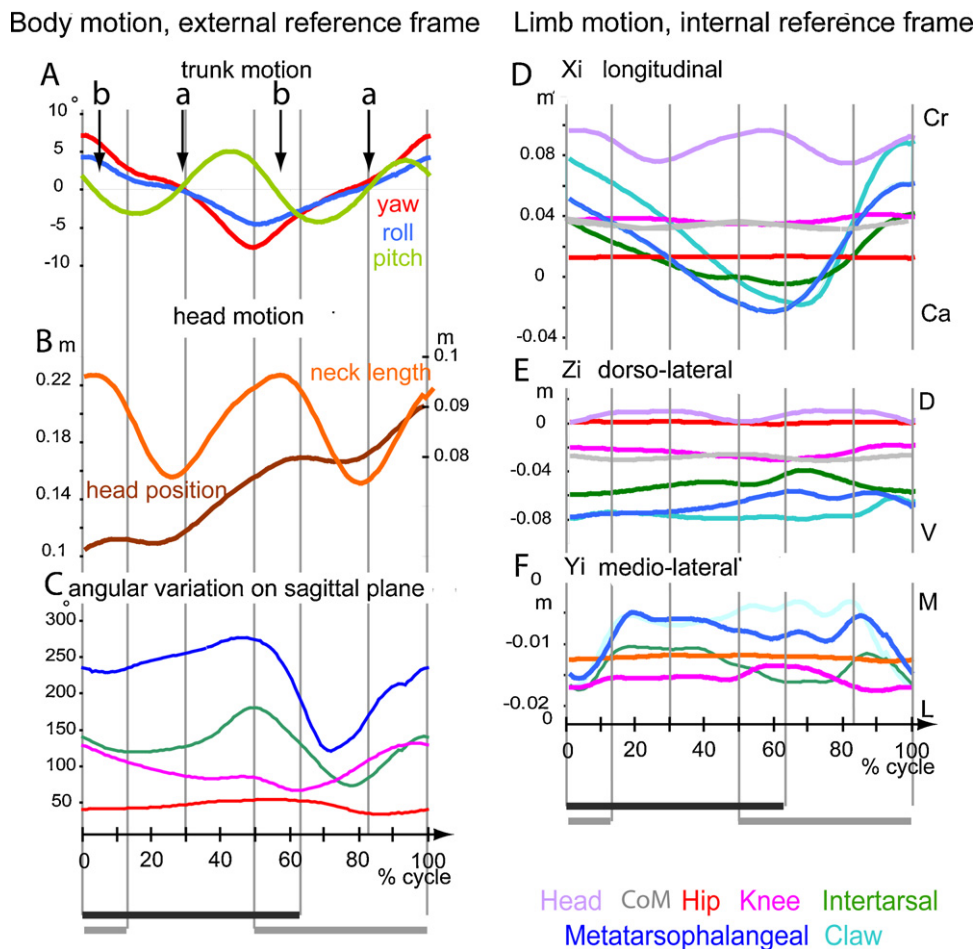 Body motion, external reference frame
A
trunk motion
b a b a
10 °
5
0
-5
-10
yaw
roll
pitch
head motion
B m
m
0.22
0.18
0.14
0.1
0.1
0.09
0.08
neck length
head position
C angular variation on sagittal plane
°
300
250
200
150
100
50
0 20 40 60 80 100
% cycle
Limb motion, internal reference frame
D Xi longitudinal
m
0.08
0.04
0
-0.04
Cr
Ca
E Zi dorso-lateral
m
0
-0.04
-0.08
D
V
F Yi medio-lateral
0
m
-0.01
-0.02
0
M
L
0 20 40 60 80 100
% cycle
Head CoM Hip Knee Intertarsal
Metatarsophalangeal Claw